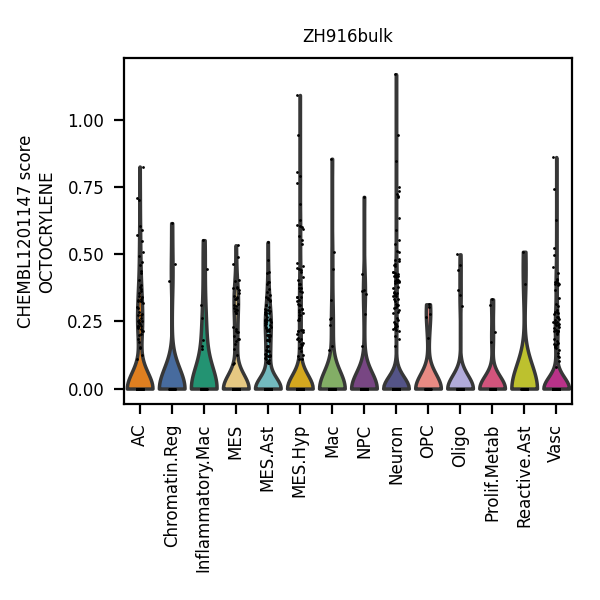 ZH916bulk
CHEMBL1201147 score
OCTOCRYLENE
1.00
0.75
0.50
0.25
0.00
AC
Chromatin.Reg
Inflammatory.Mac
MES
MES.Ast
MES.Hyp
Mac
NPC
Neuron
OPC
Oligo
Prolif.Metab
Reactive.Ast
Vasc